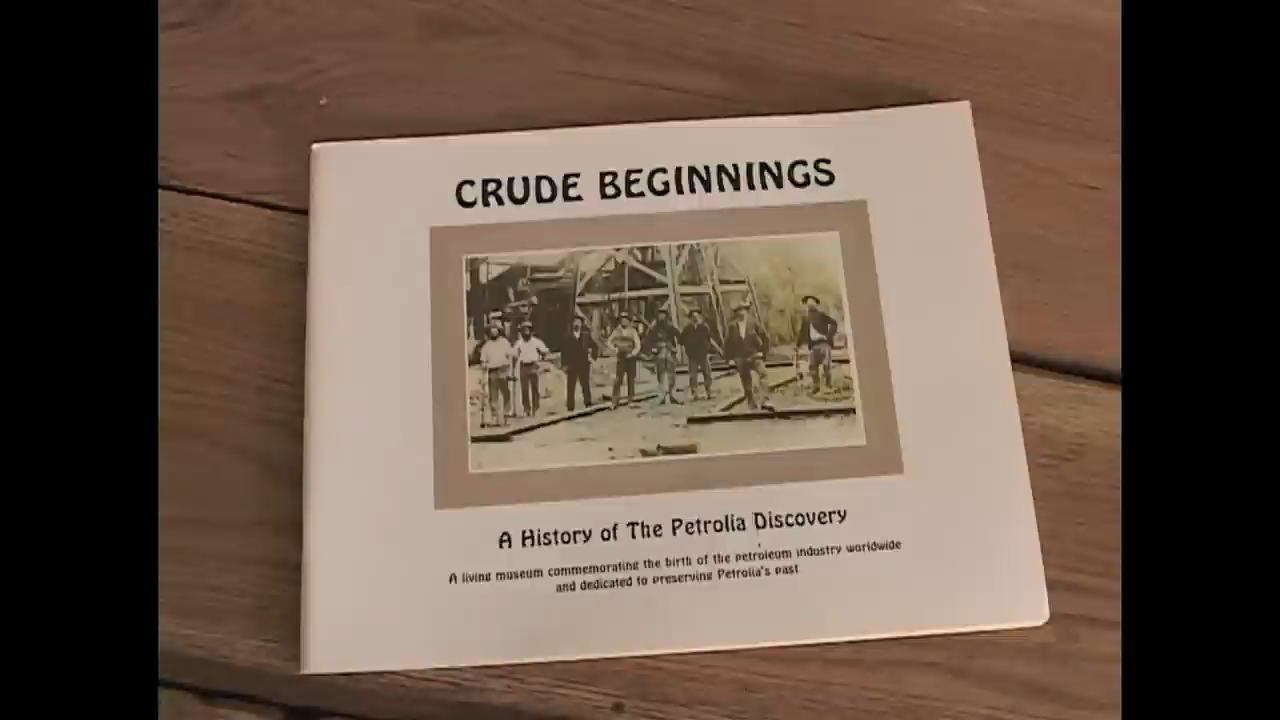 CRUDE BEGINNINGS
A History of The Petrolia Discovery
A living museum commemorating the birth of the petroleum industry worldwide
and dedicated to preserving Petrolia's past